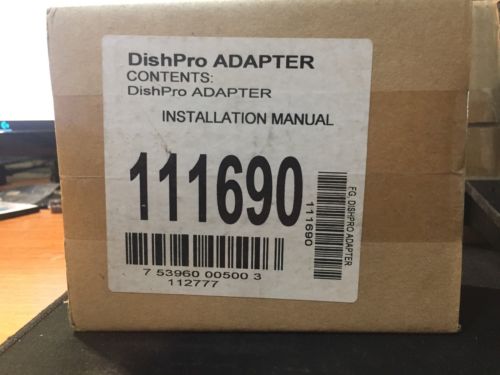 DishPro ADAPTER
CONTENTS:
DishPro ADAPTER
INSTALLATION MANUAL
111690
111690
FG DISHPRO ADAPTER
7 53960 00500 3
112777